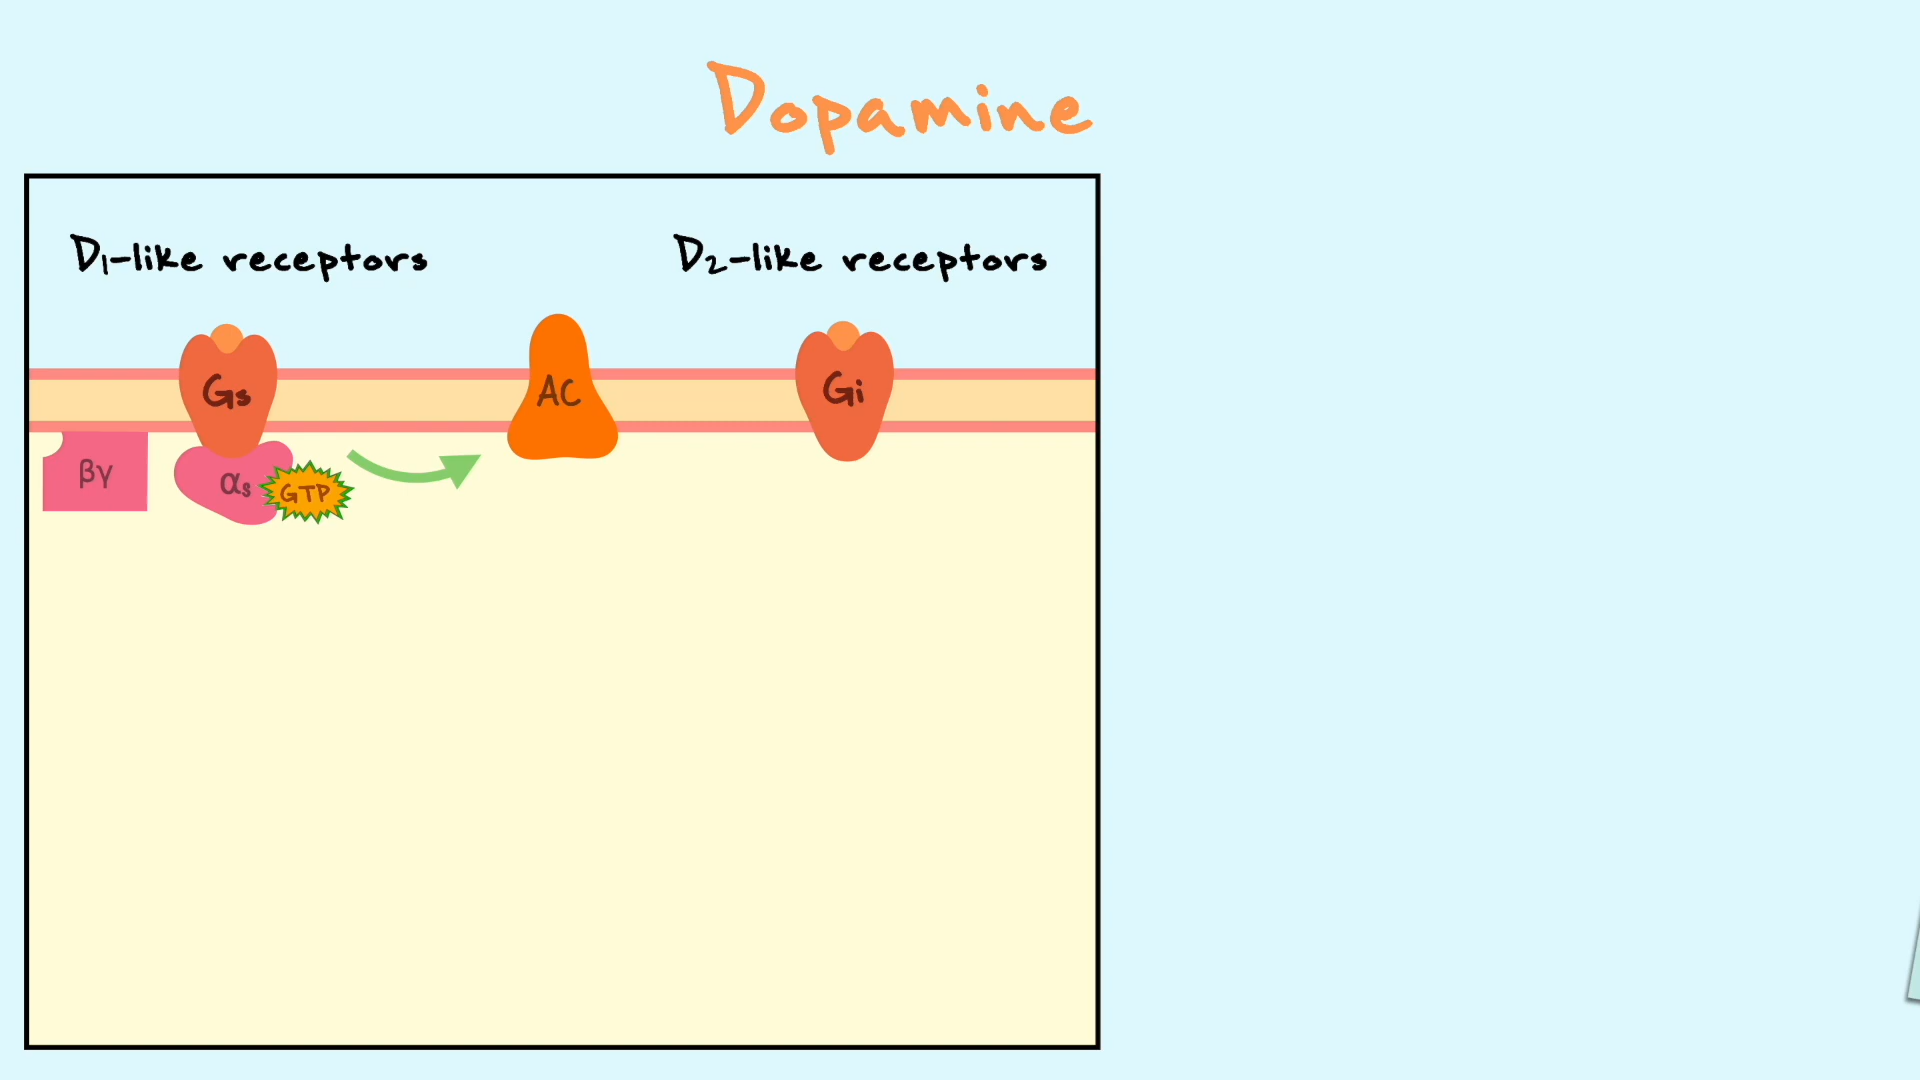 Dopamine
D₁-like receptors
D₂-like receptors
Gs
AC
Gi
βγ
αs
GTP